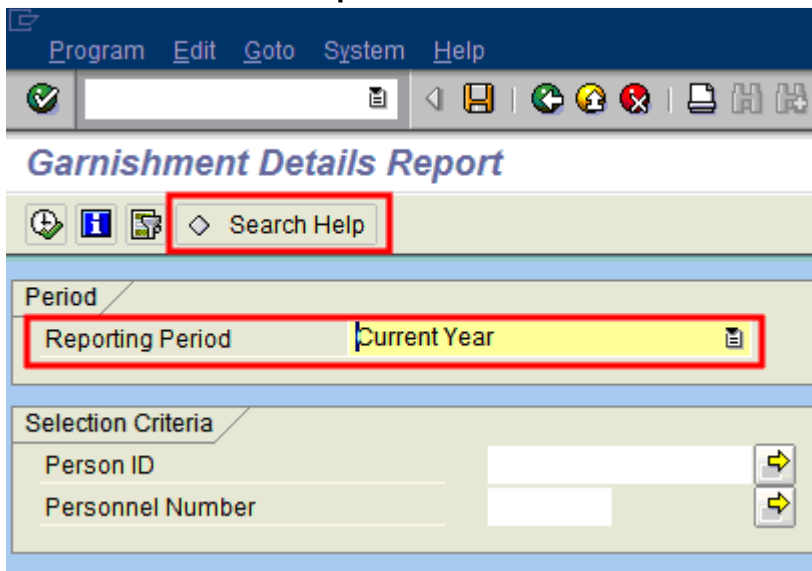 Program Edit Goto System Help
Garnishment Details Report
Search Help
Period
Reporting Period Current Year
Selection Criteria
Person ID
Personnel Number